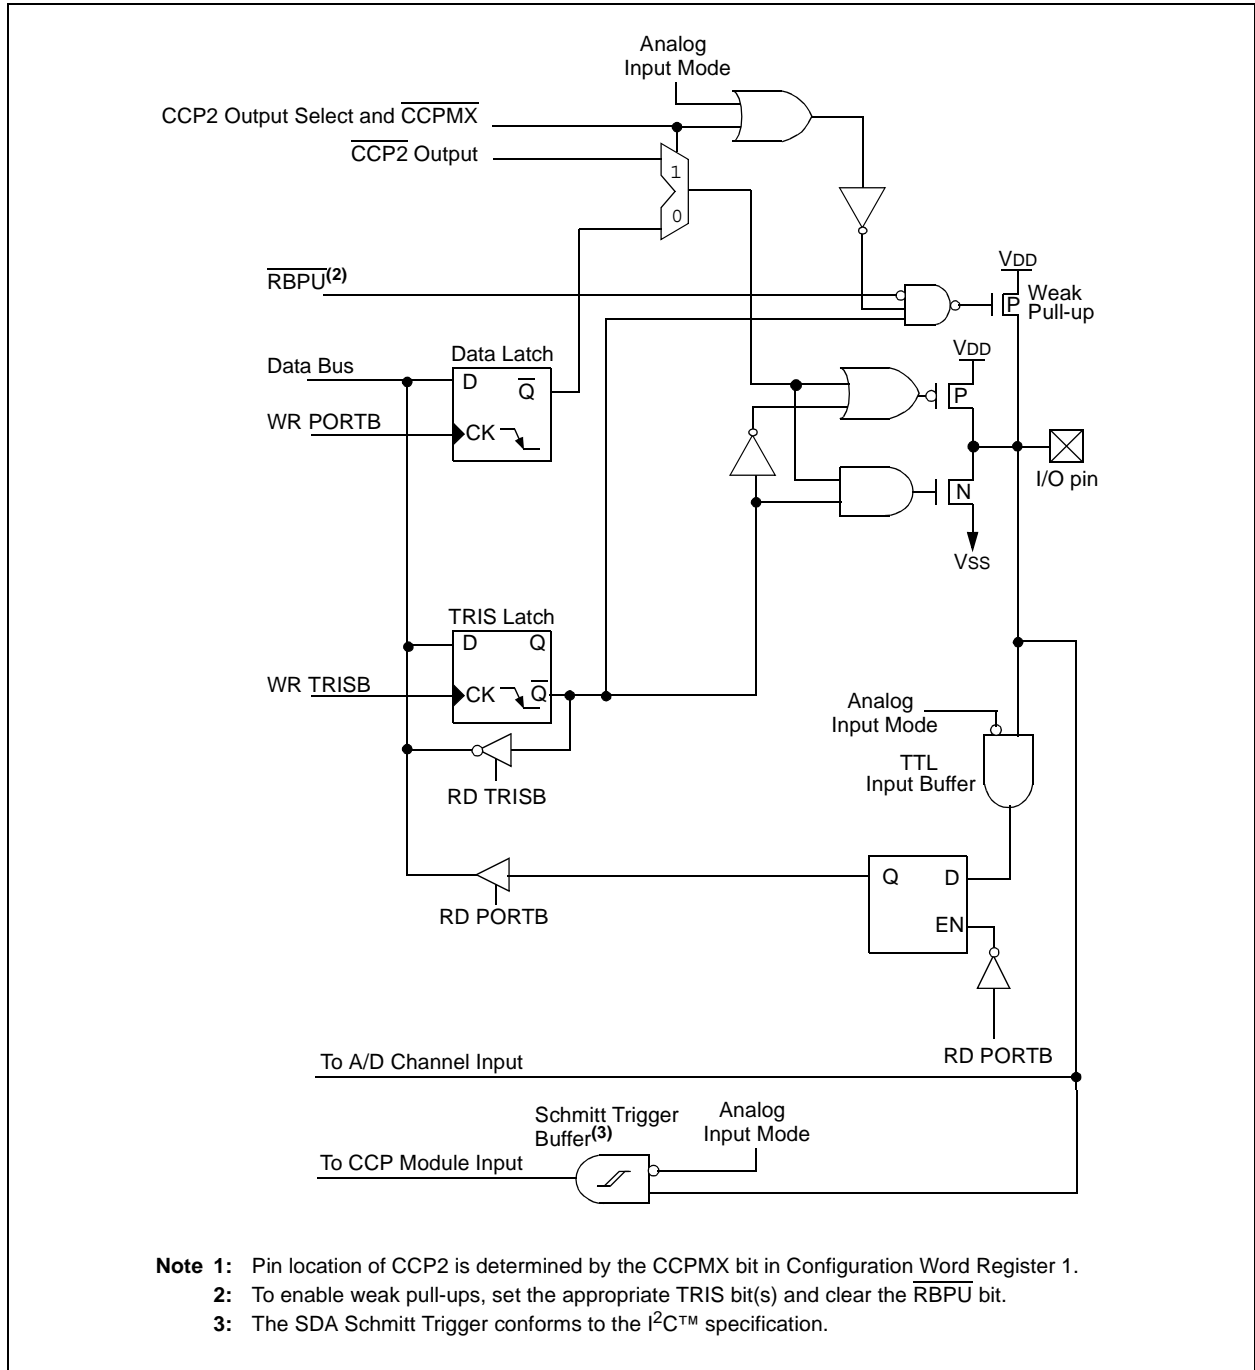 Analog
Input Mode
CCP2 Output Select and CCPMX
CCP2 Output
1
0
RBPU(2)
VDD
P
Weak
Pull-up
Data Bus
Data Latch
D
Q
VDD
P
WR PORTB
CK
I/O pin
N
VSS
TRIS Latch
D
Q
WR TRISB
CK
Q
Analog
Input Mode
TTL
Input Buffer
RD TRISB
Q
D
RD PORTB
EN
RD PORTB
To A/D Channel Input
Schmitt Trigger
Buffer(3)
Analog
Input Mode
To CCP Module Input
Note 1: Pin location of CCP2 is determined by the CCPMX bit in Configuration Word Register 1.
2: To enable weak pull-ups, set the appropriate TRIS bit(s) and clear the RBPU bit.
3: The SDA Schmitt Trigger conforms to the I2C™ specification.